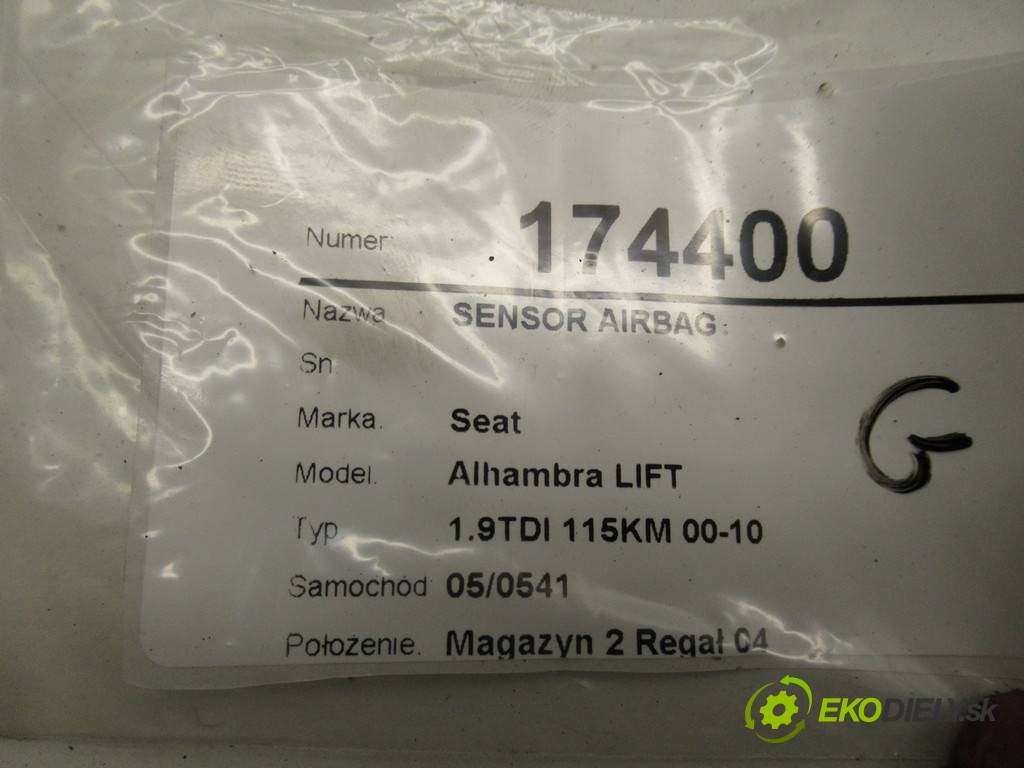 Numer 174400
Nazwa SENSOR AIRBAG
Sn
Marka. Seat
Model. Alhambra LIFT
Typ 1.9TDI 115KM 00-10
Samochód 05/0541
Położenie. Magazyn 2 Regał 04
G
EKODIELY.sk